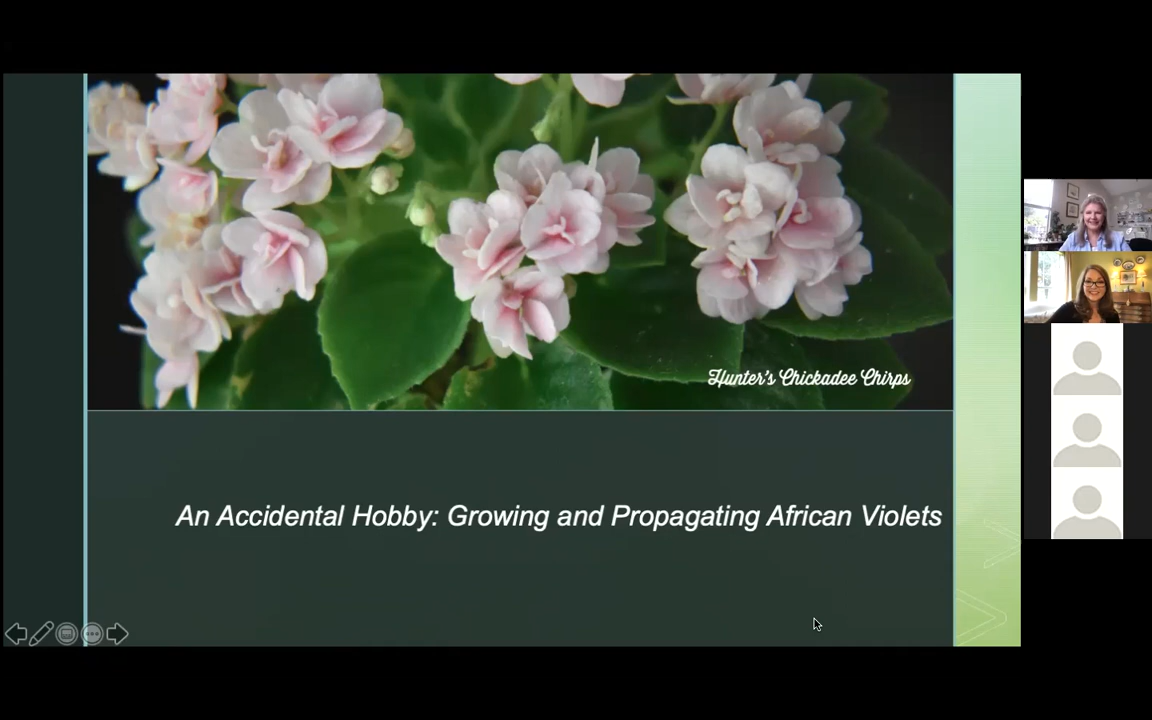 Hunter's Chickadee Chirps
An Accidental Hobby: Growing and Propagating African Violets